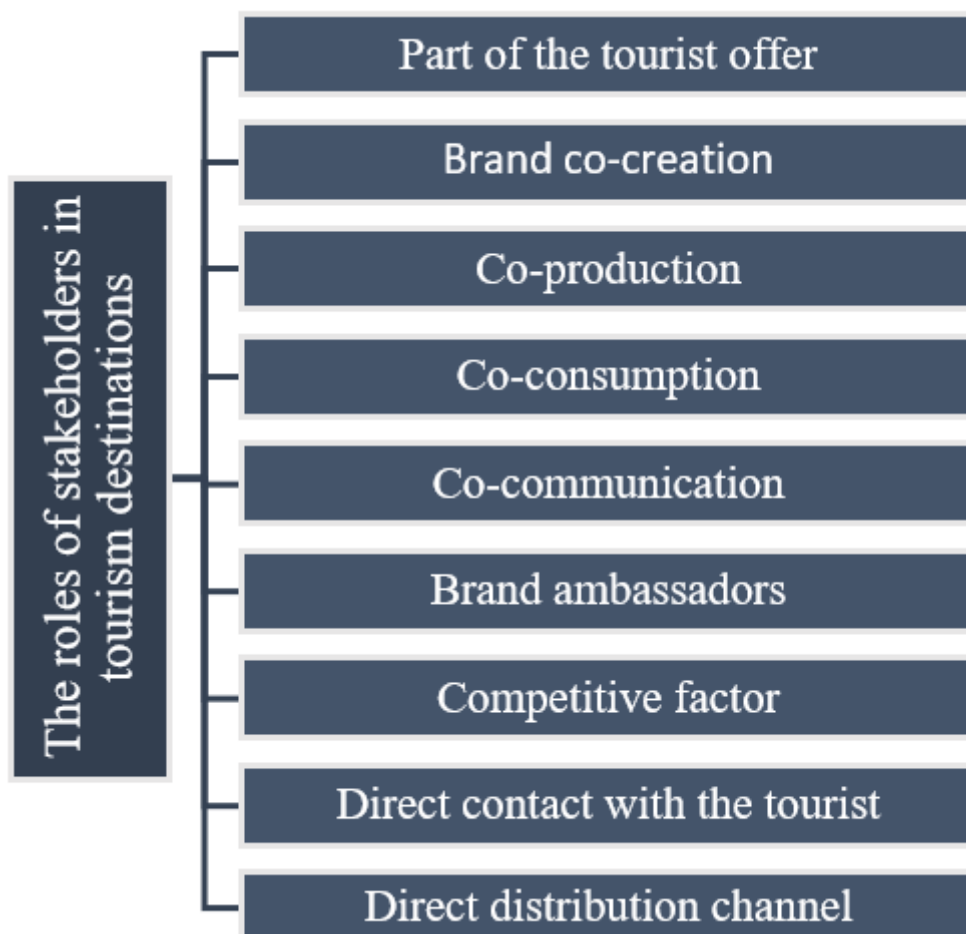 The roles of stakeholders in
tourism destinations
Part of the tourist offer
Brand co-creation
Co-production
Co-consumption
Co-communication
Brand ambassadors
Competitive factor
Direct contact with the tourist
Direct distribution channel